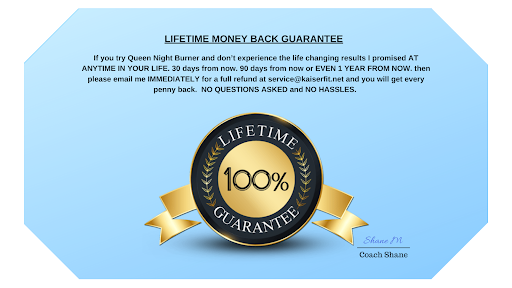 LIFETIME MONEY BACK GUARANTEE
If you try Queen Night Burner and don't experience the life changing results I promised AT
ANYTIME IN YOUR LIFE. 30 days from now. 90 days from now or EVEN 1 YEAR FROM NOW. then
please email me IMMEDIATELY for a full refund at service@kaiserfit.net and you will get every
penny back. NO QUESTIONS ASKED and NO HASSLES.
LIFETIME
100%
GUARANTEE
Shane M.
Coach Shane